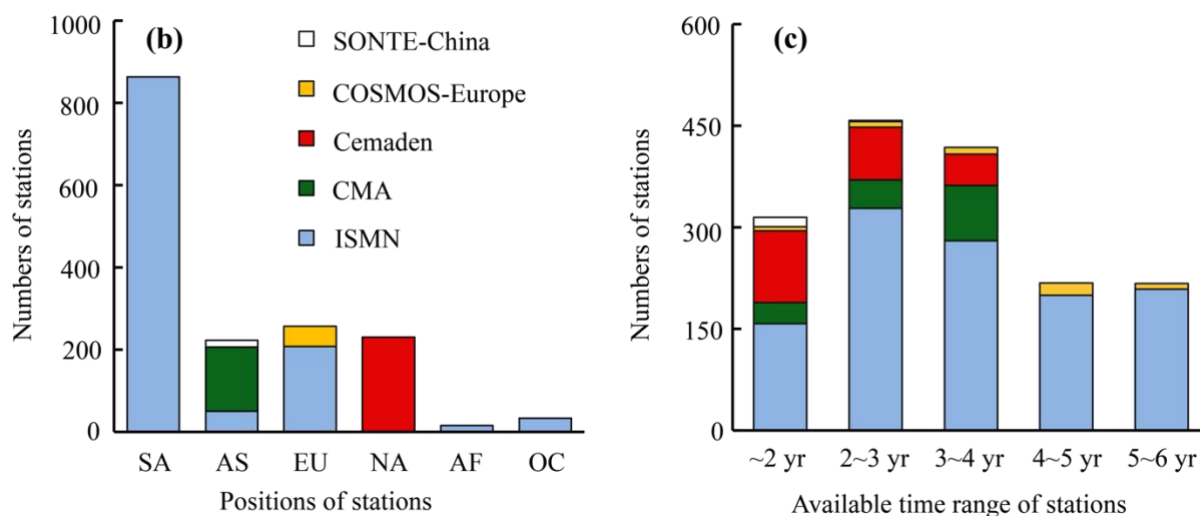 (b)
1000
800
600
400
200
0
Numbers of stations
SONTE-China
COSMOS-Europe
Cemaden
CMA
ISMN
SA AS EU NA AF OC
Positions of stations
(c)
600
450
300
150
0
Numbers of stations
~2 yr 2~3 yr 3~4 yr 4~5 yr 5~6 yr
Available time range of stations